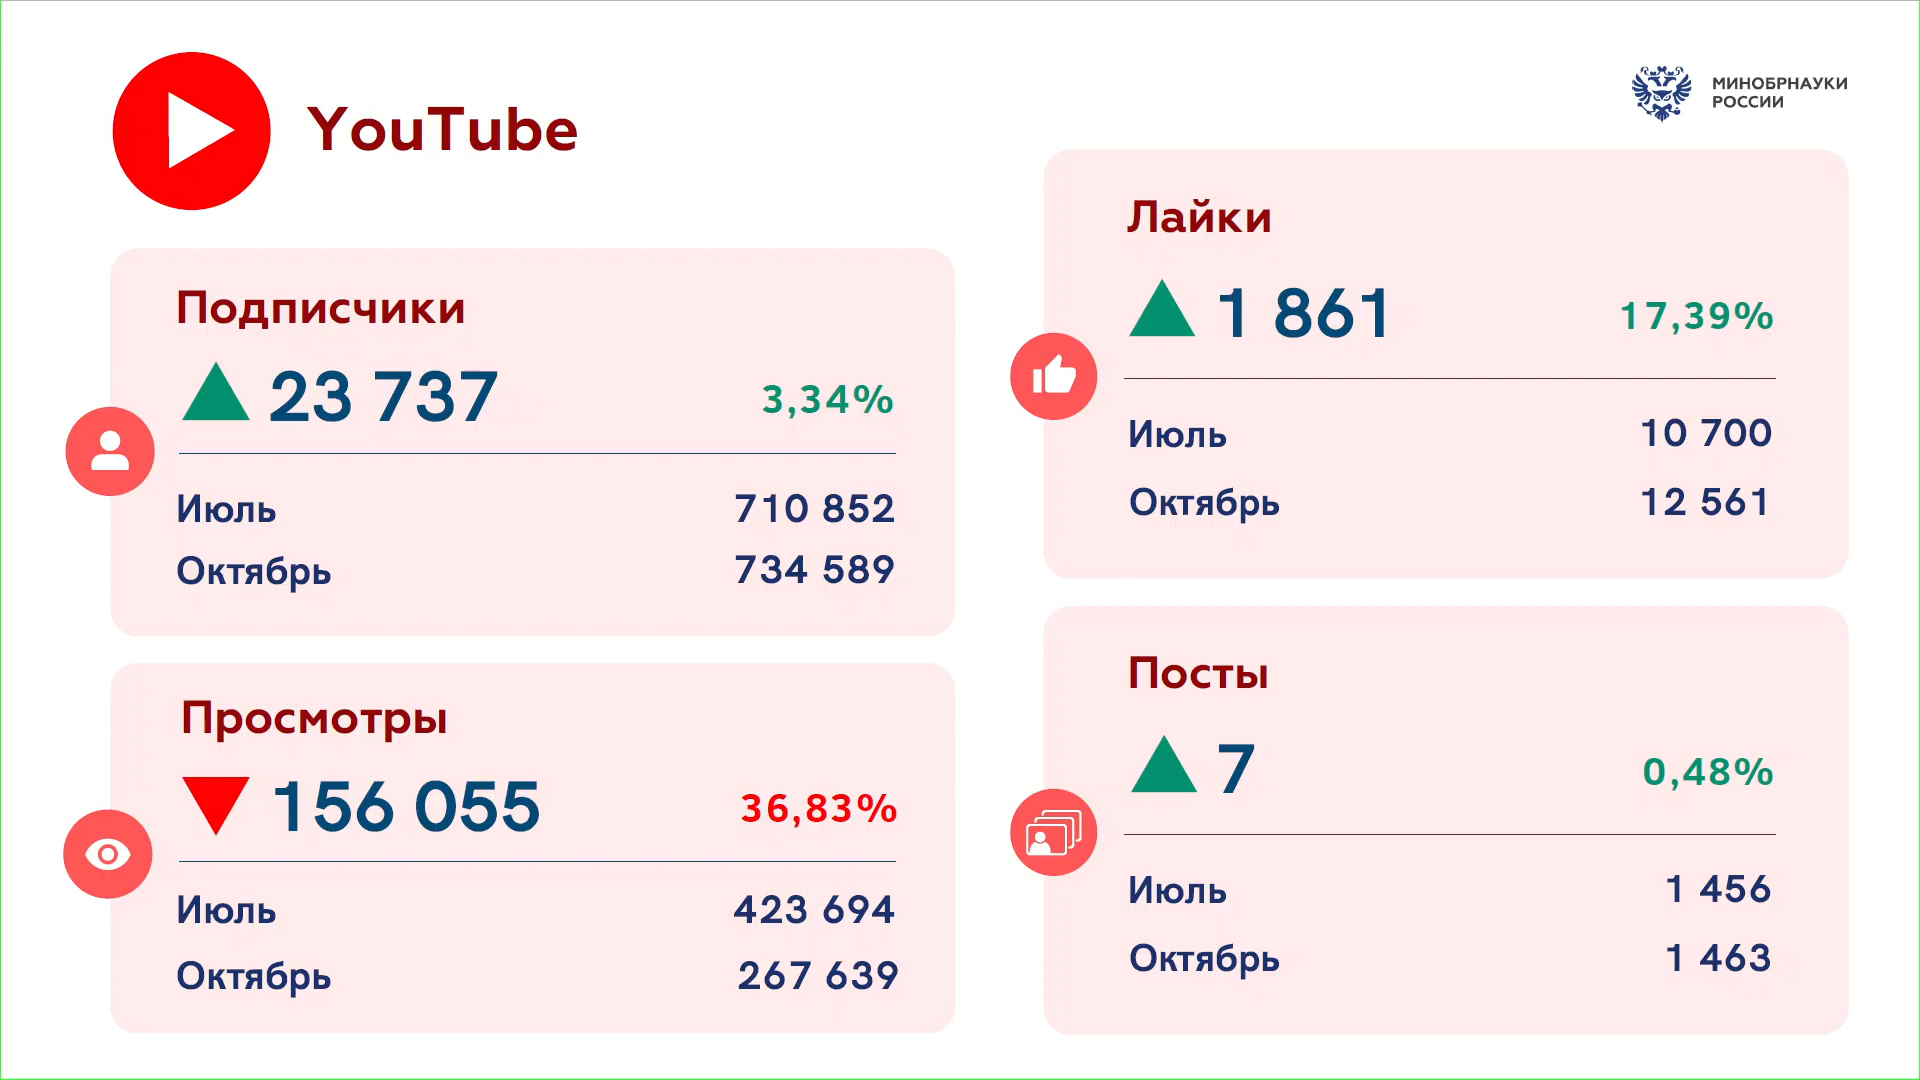 YouTube
МИНОБРНАУКИ
РОССИИ
Подписчики
23 737 3,34%
Июль 710 852
Октябрь 734 589
Просмотры
156 055 36,83%
Июль 423 694
Октябрь 267 639
Лайки
1 861 17,39%
Июль 10 700
Октябрь 12 561
Посты
7 0,48%
Июль 1 456
Октябрь 1 463